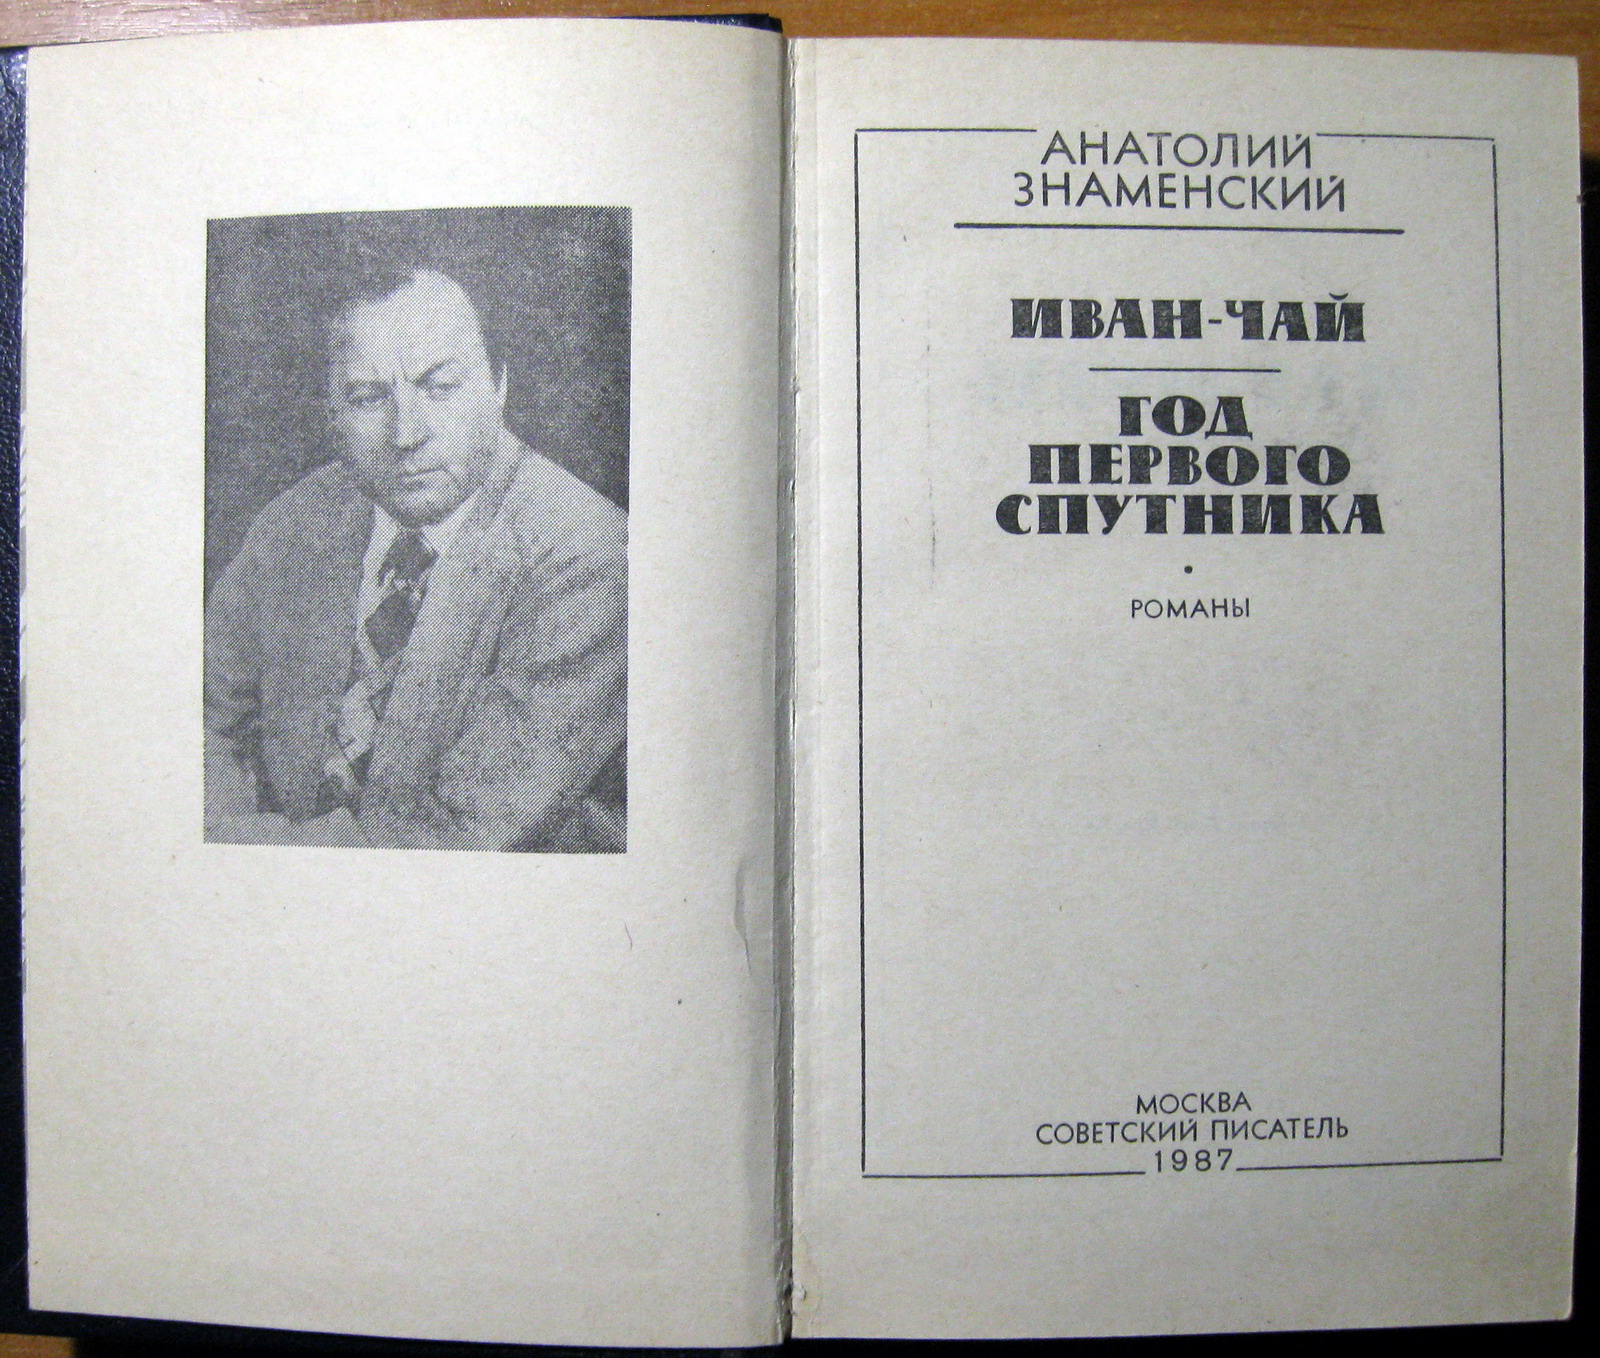 АНАТОЛИЙ
ЗНАМЕНСКИЙ
ИВАН-ЧАЙ
ГОД
ПЕРВОГО
СПУТНИКА
РОМАНЫ
МОСКВА
СОВЕТСКИЙ ПИСАТЕЛЬ
1987